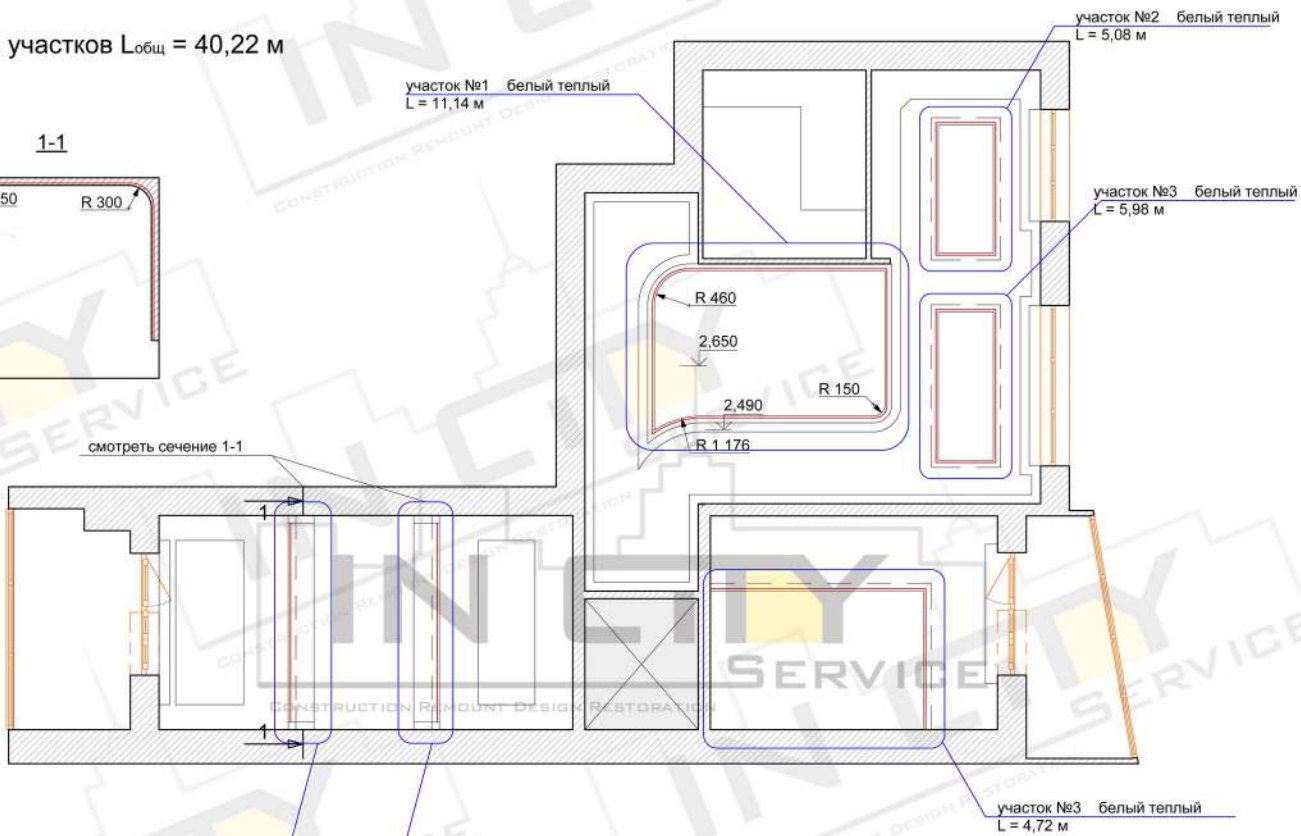 участков Lобщ = 40,22 м
участок №2 белый теплый
L = 5,08 м
участок №1 белый теплый
L = 11,14 м
1-1
50
R 300
участок №3 белый теплый
L = 5,98 м
R 460
2,650
R 150
2,490
R 1 176
смотреть сечение 1-1
1
1
IN CITY
SERVICE
CONSTRUCTION REMOUNT DESIGN RESTORATION
участок №3 белый теплый
L = 4,72 м